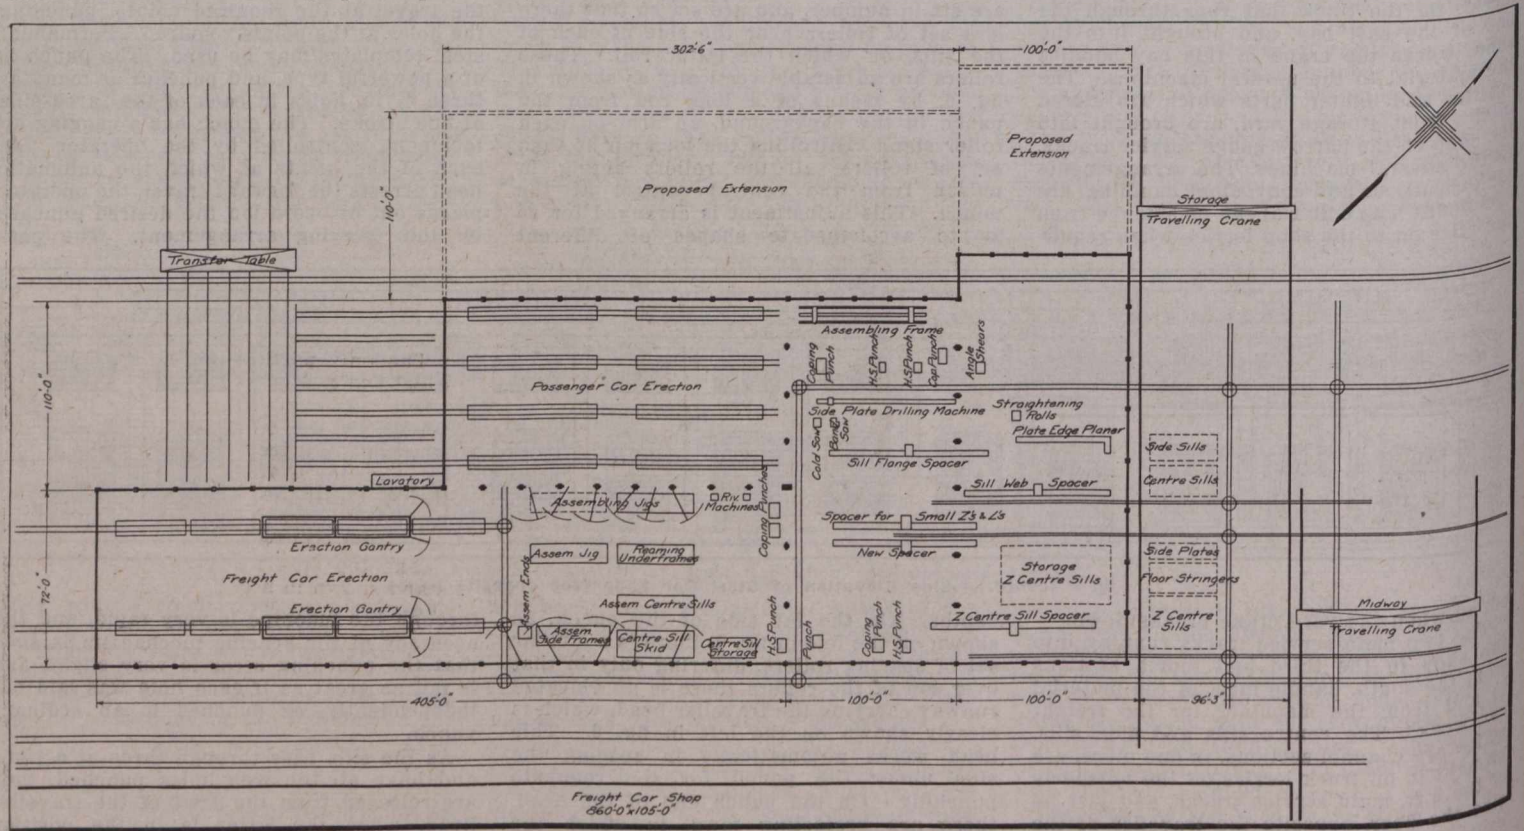 302'-6"
100'-0"
Proposed
Extension
Proposed Extension
110'-0"
Storage
Travelling Crane
Transfer Table
Assembling Frame
Coping
Punch
H.S. Punch
H.S. Punch
Cop Punch
Angle
Shears
110'-0"
Passenger Car Erection
Side Plate Drilling Machine
Straightening
Rolls
Plate Edge Planer
Cold Saw
Band
Saw
Sill Flange Spacer
Side Sills
Centre Sills
Lavatory
Assembling Jigs
Riv.
Machines
Coping Punches
Sill Web Spacer
Spacer for Small Z's & L's
New Spacer
Erection Gantry
Assem Jig
Reaming
Underframes
Side Plates
Storage
Z Centre Sills
Floor Stringers
72'-0"
Freight Car Erection
Assem Ends
Assem Centre Sills
Z Centre Sill Spacer
Z Centre
Sills
Midway
Travelling Crane
Erection Gantry
Assem
Side Frames
Centre Sill
Skid
Centre Sill
Storage
H.S. Punch
Punch
Coping
Punch
H.S. Punch
405'-0"
100'-0"
100'-0"
96'-3"
Freight Car Shop
860'-0" x 105'-0"